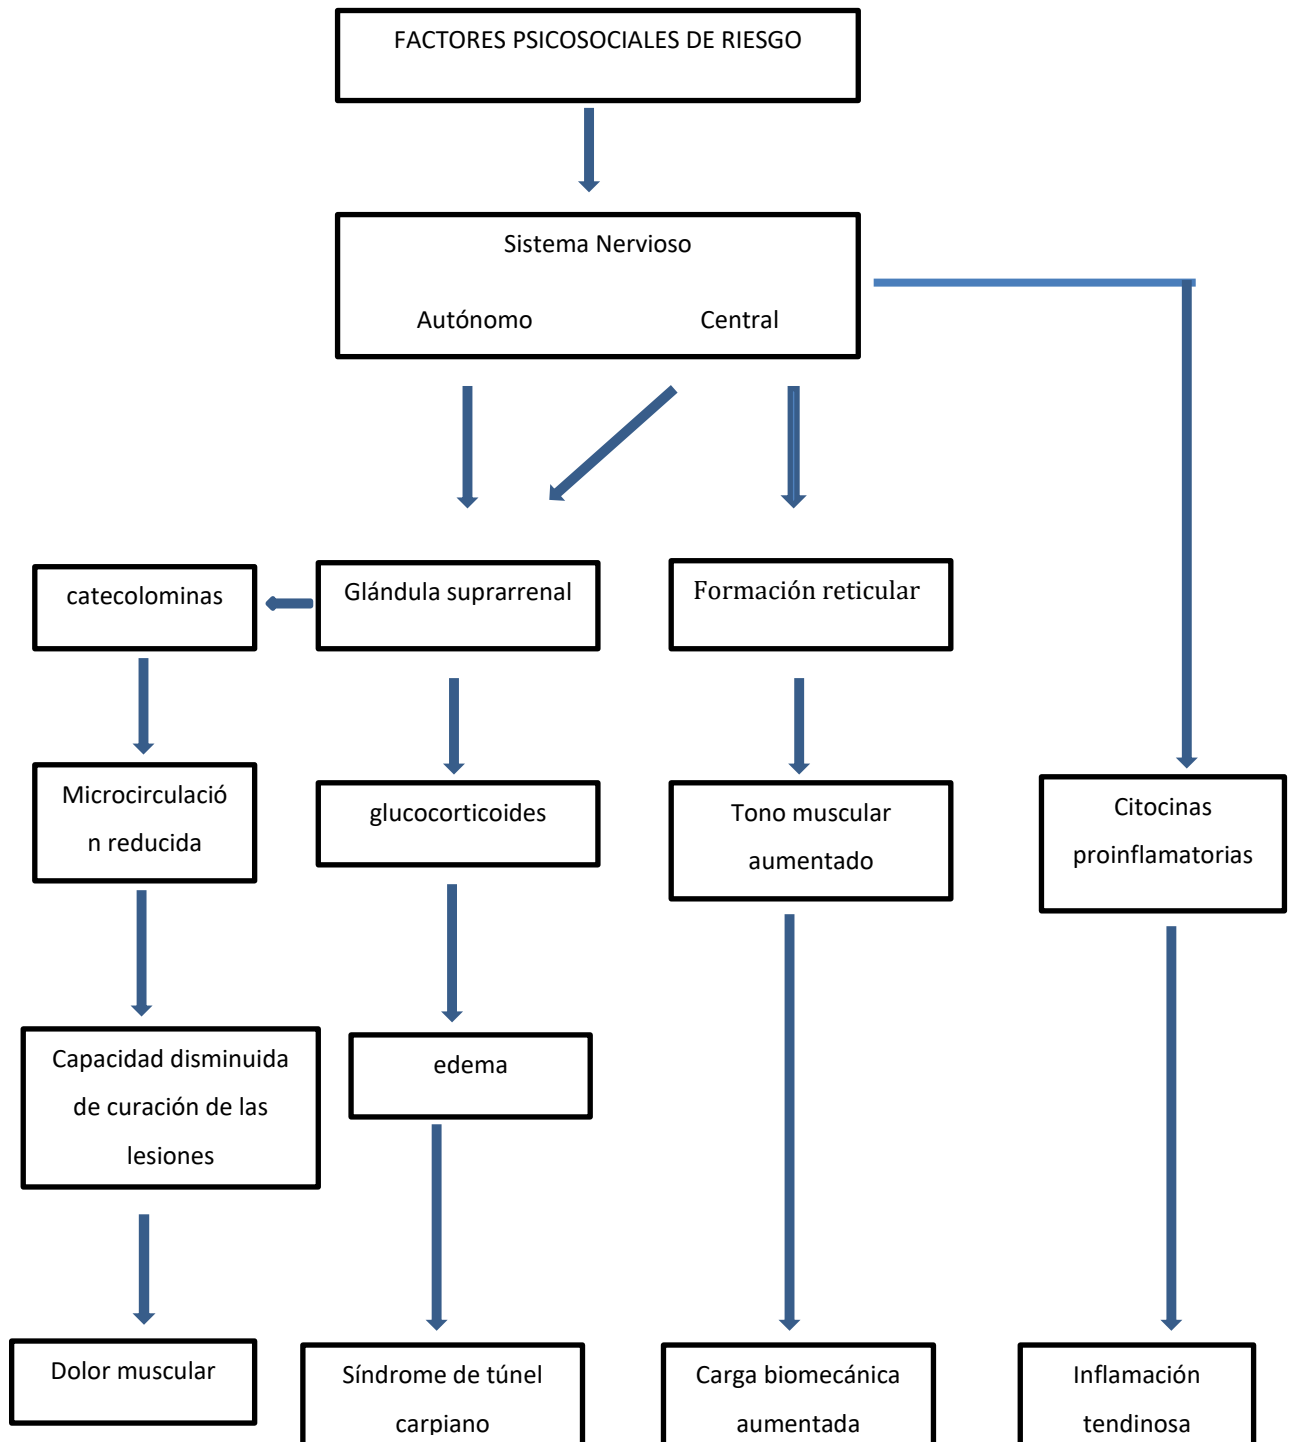 FACTORES PSICOSOCIALES DE RIESGO
Sistema Nervioso
Autónomo Central
catecolominas
Glándula suprarrenal
Formación reticular
Microcirculació
n reducida
glucocorticoides
Tono muscular
aumentado
Citocinas
proinflamatorias
Capacidad disminuida
de curación de las
lesiones
edema
Dolor muscular
Síndrome de túnel
carpiano
Carga biomecánica
aumentada
Inflamación
tendinosa